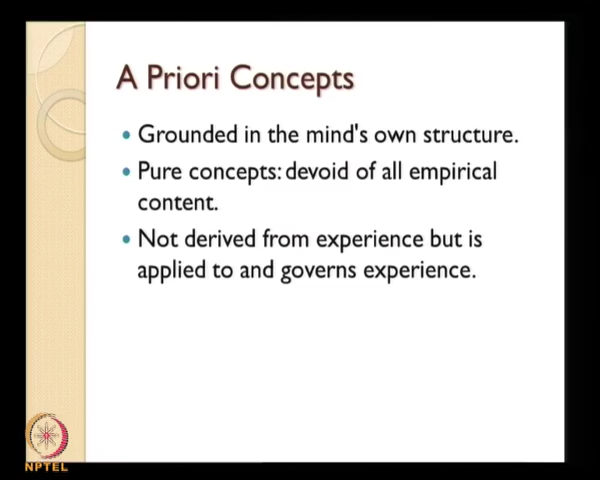 A Priori Concepts
• Grounded in the mind's own structure.
• Pure concepts: devoid of all empirical
content.
• Not derived from experience but is
applied to and governs experience.
NPTEL